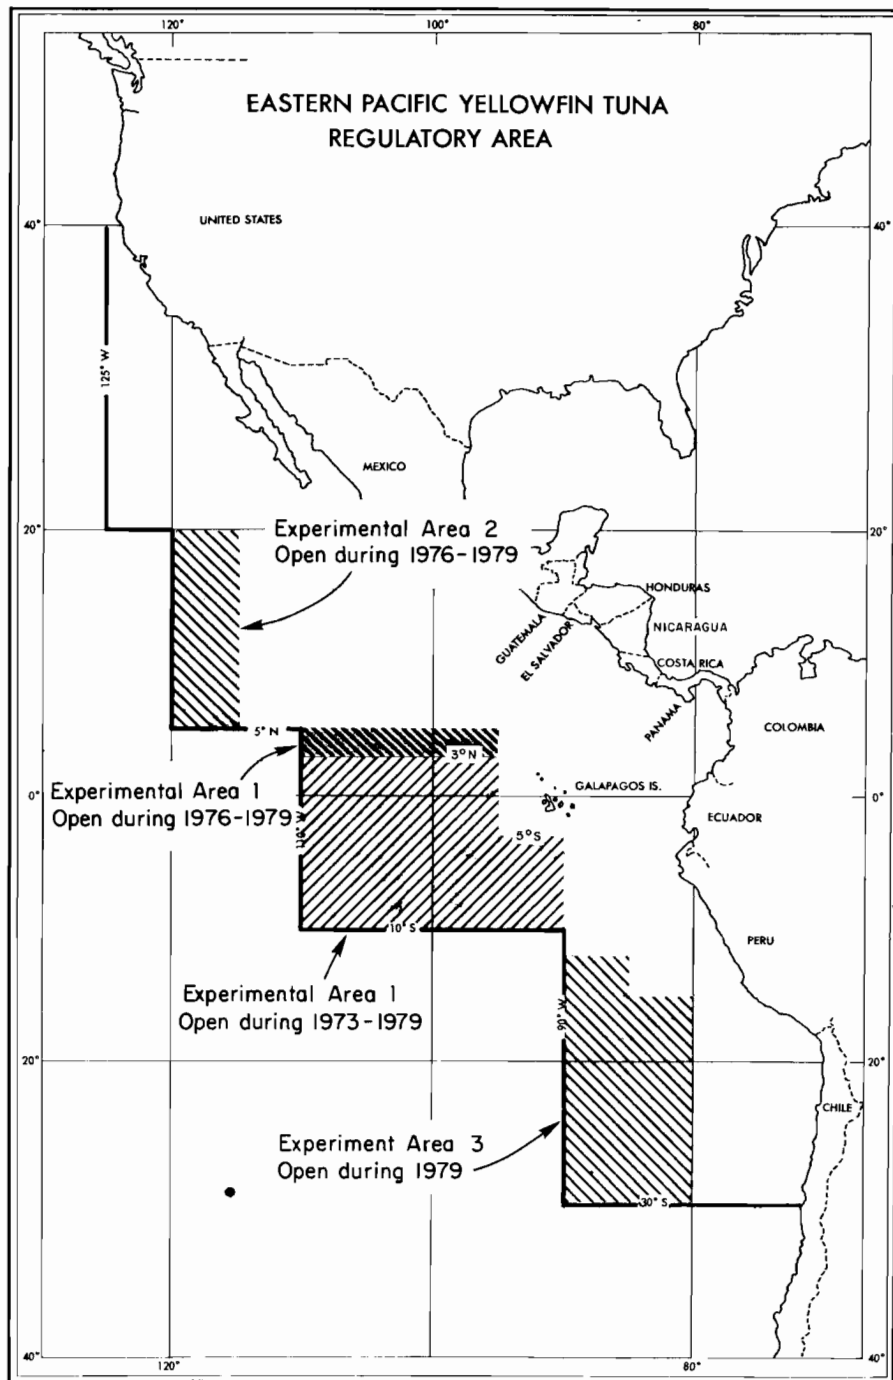 120°
100°
80°
EASTERN PACIFIC YELLOWFIN TUNA
REGULATORY AREA
UNITED STATES
40°
40°
125° W
MEXICO
20°
20°
Experimental Area 2
Open during 1976-1979
HONDURAS
NICARAGUA
GUATEMALA
EL SALVADOR
COSTA RICA
PANAMA
COLOMBIA
5° N
3° N
Experimental Area 1
Open during 1976-1979
GALAPAGOS IS.
0°
0°
110° W
ECUADOR
5° S
10° S
PERU
Experimental Area 1
Open during 1973-1979
90° W
20°
20°
CHILE
Experiment Area 3
Open during 1979
30° S.
40°
40°
120°
80°